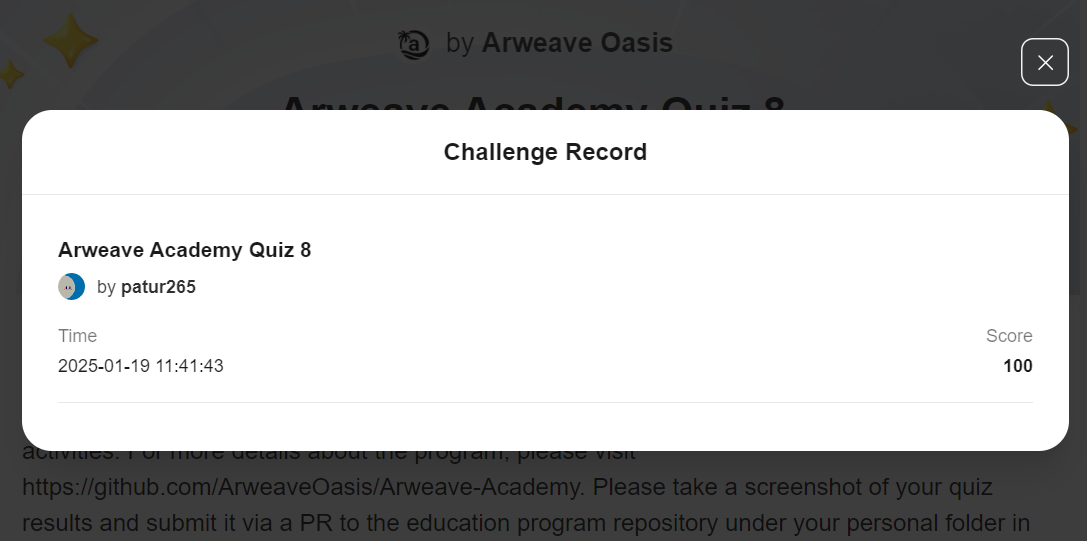 by Arweave Oasis
Arweave Academy Quiz 8
Challenge Record
Arweave Academy Quiz 8
by patur265
Time
Score
2025-01-19 11:41:43
100
activities. For more details about the program, please visit
https://github.com/ArweaveOasis/Arweave-Academy. Please take a screenshot of your quiz
results and submit it via a PR to the education program repository under your personal folder in